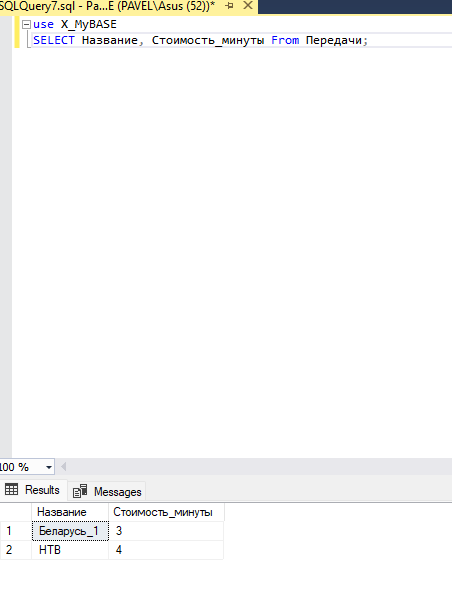 SQLQuery7.sql - Pa...E (PAVEL\Asus (52))*
use X_MyBASE
SELECT Название, Стоимость_минуты From Передачи;
100 %
Results Messages
Название Стоимость_минуты
1 Беларусь_1 3
2 НТВ 4